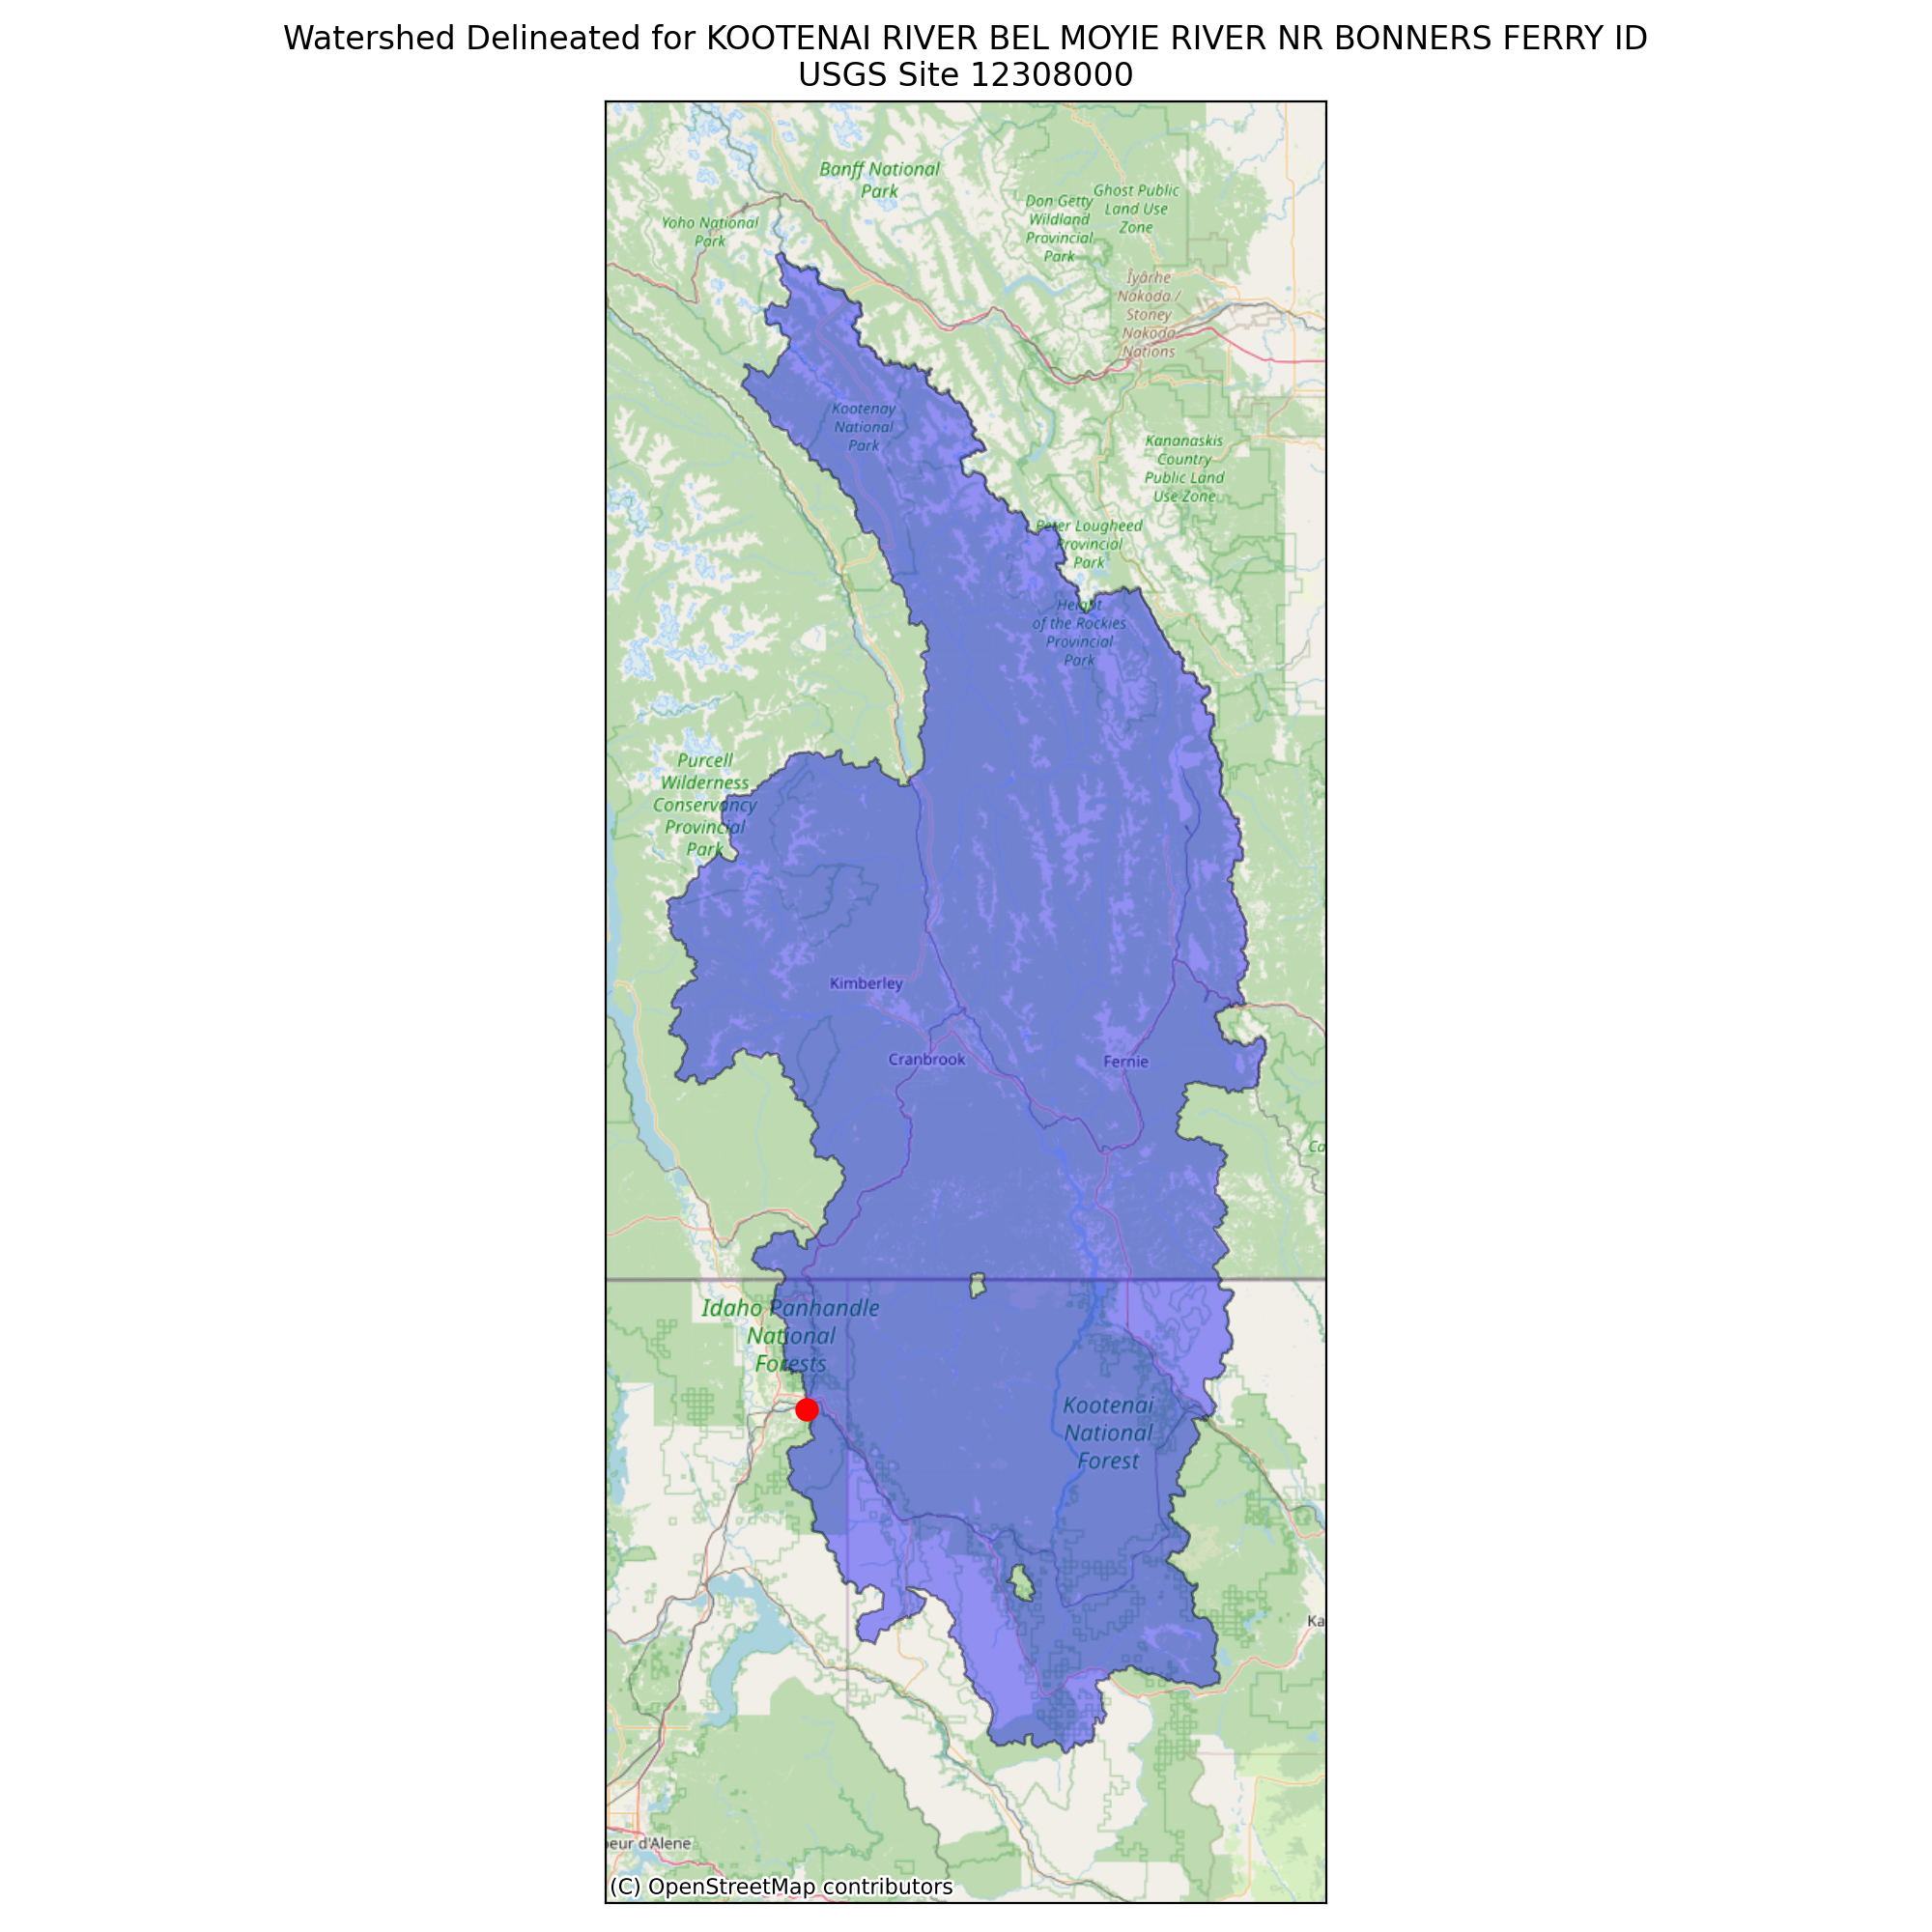 Watershed Delineated for KOOTENAI RIVER BEL MOYIE RIVER NR BONNERS FERRY ID
USGS Site 12308000
Banff National
Park
Yoho National
Park
Don Getty
Wildland
Provincial
Park
Ghost Public
Land Use
Zone
Îyârhe
Nakoda /
Stoney
Nakoda
Nations
Kootenay
National
Park
Kananaskis
Country
Public Land
Use Zone
Peter Lougheed
Provincial
Park
Height
of the Rockies
Provincial
Park
Purcell
Wilderness
Conservancy
Provincial
Park
Kimberley
Cranbrook
Fernie
Ca
Idaho Panhandle
National
Forests
Kootenai
National
Forest
Ka
oeur d'Alene
(C) OpenStreetMap contributors